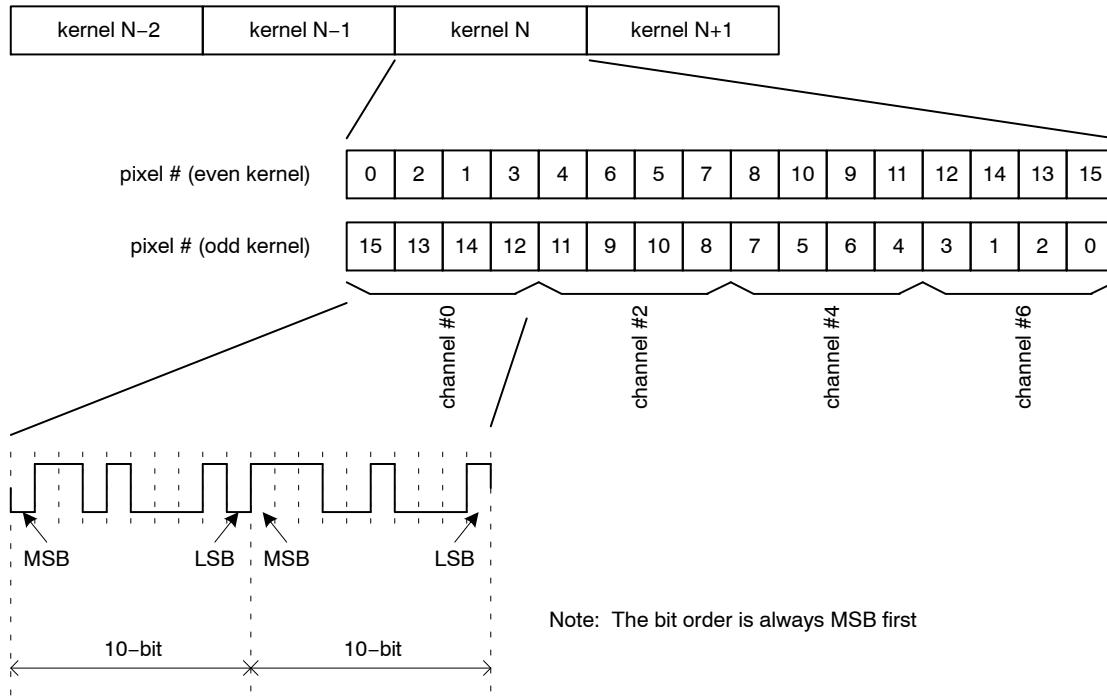 kernel N−2 kernel N−1 kernel N kernel N+1
pixel # (even kernel) 0 2 1 3 4 6 5 7 8 10 9 11 12 14 13 15
pixel # (odd kernel) 15 13 14 12 11 9 10 8 7 5 6 4 3 1 2 0
channel #0 channel #2 channel #4 channel #6
MSB LSB MSB LSB
Note: The bit order is always MSB first
10−bit 10−bit